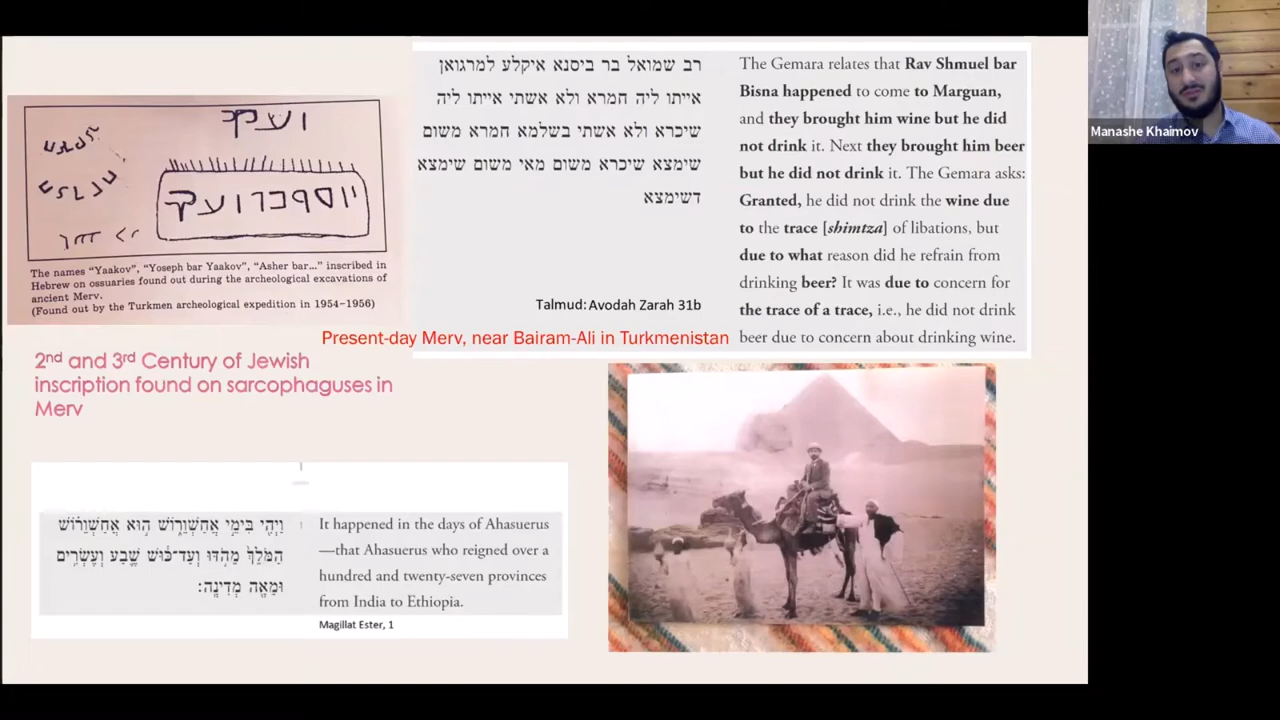 ועקב
יוסף בר ועקב
The names “Yaakov”, “Yoseph bar Yaakov”, “Asher bar...” inscribed in
Hebrew on ossuaries found out during the archeological excavations of
ancient Merv.
(Found out by the Turkmen archeological expedition in 1954–1956)
2nd and 3rd Century of Jewish
inscription found on sarcophaguses in
Merv
רב שמואל בר ביסנא איקלע למרגואן
אייתו ליה חמרא ולא אשתי אייתו ליה
שיכרא ולא אשתי בשלמא חמרא משום
שימצא שיכרא משום מאי משום שימצא
דשימצא
Talmud: Avodah Zarah 31b
The Gemara relates that Rav Shmuel bar
Bisna happened to come to Marguan,
and they brought him wine but he did
not drink it. Next they brought him beer
but he did not drink it. The Gemara asks:
Granted, he did not drink the wine due
to the trace [shimtza] of libations, but
due to what reason did he refrain from
drinking beer? It was due to concern for
the trace of a trace, i.e., he did not drink
beer due to concern about drinking wine.
Present-day Merv, near Bairam-Ali in Turkmenistan
וַיְהִ֖י בִּימֵ֣י אֲחַשְׁוֵר֑וֹשׁ ה֣וּא אֲחַשְׁוֵר֗וֹשׁ
הַמֹּלֵךְ֙ מֵהֹ֣דּוּ וְעַד־כּ֔וּשׁ שֶׁ֛בַע וְעֶשְׂרִ֥ים
וּמֵאָ֖ה מְדִינָֽה׃
It happened in the days of Ahasuerus
—that Ahasuerus who reigned over a
hundred and twenty-seven provinces
from India to Ethiopia.
Magillat Ester, 1
Manashe Khaimov